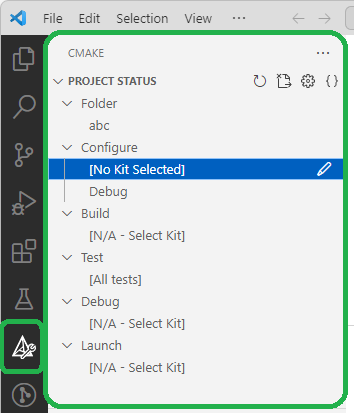 File Edit Selection View ...
CMAKE
PROJECT STATUS
Folder
abc
Configure
[No Kit Selected]
Debug
Build
[N/A - Select Kit]
Test
[All tests]
Debug
[N/A - Select Kit]
Launch
[N/A - Select Kit]